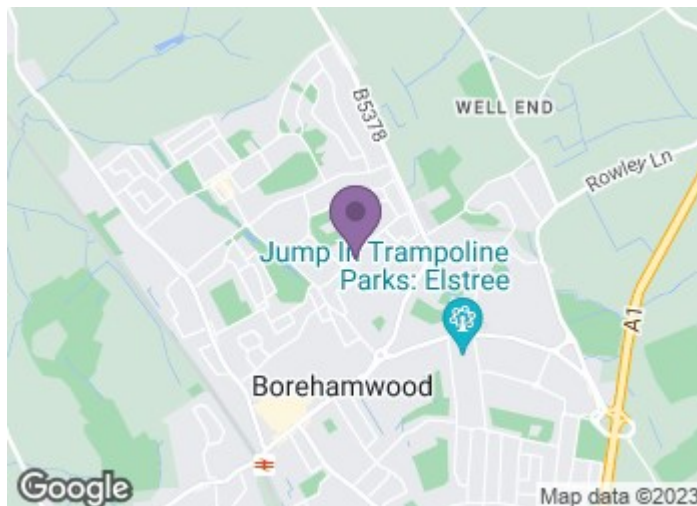 B5378
WELL END
Rowley Ln
Jump In Trampoline
Parks: Elstree
A1
Borehamwood
Google
Map data ©2023